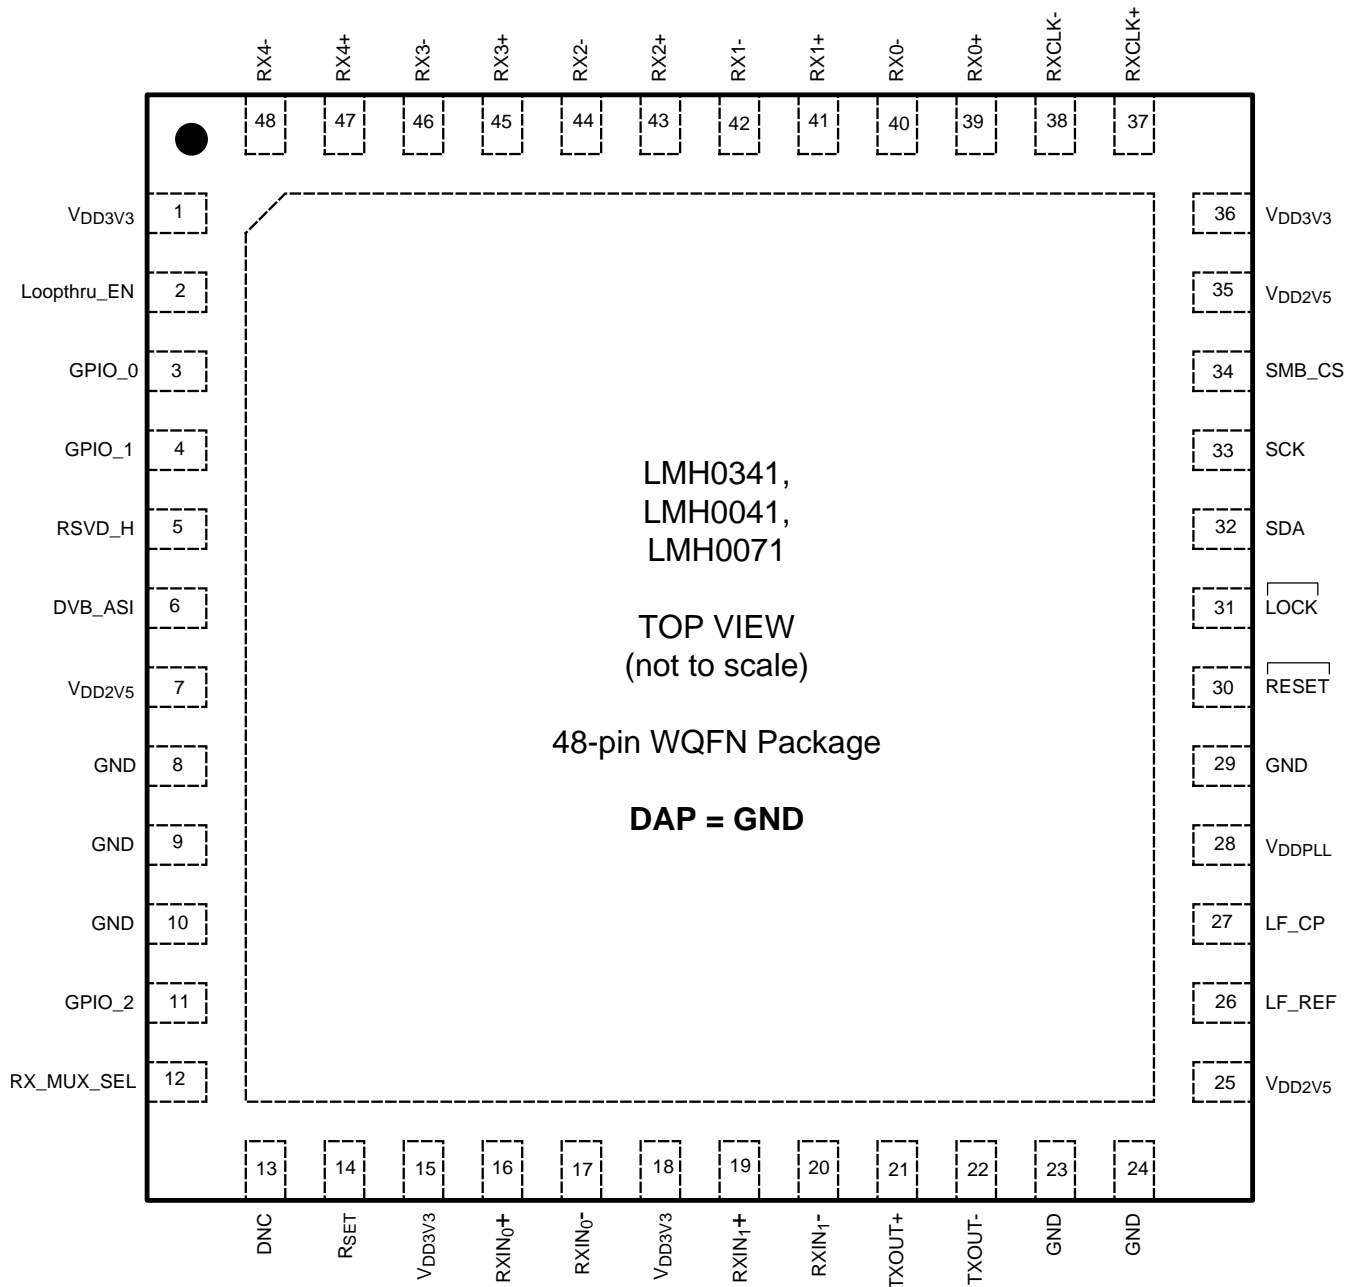 RX4-
RX4+
RX3-
RX3+
RX2-
RX2+
RX1-
RX1+
RX0-
RX0+
RXCLK-
RXCLK+
48
47
46
45
44
43
42
41
40
39
38
37
VDD3V3 1
Loopthru_EN 2
GPIO_0 3
GPIO_1 4
RSVD_H 5
DVB_ASI 6
VDD2V5 7
GND 8
GND 9
GND 10
GPIO_2 11
RX_MUX_SEL 12
LMH0341,
LMH0041,
LMH0071
TOP VIEW
(not to scale)
48-pin WQFN Package
DAP = GND
36 VDD3V3
35 VDD2V5
34 SMB_CS
33 SCK
32 SDA
31 LOCK
30 RESET
29 GND
28 VDDPLL
27 LF_CP
26 LF_REF
25 VDD2V5
13
14
15
16
17
18
19
20
21
22
23
24
DNC
RSET
VDD3V3
RXIN0+
RXIN0-
VDD3V3
RXIN1+
RXIN1-
TXOUT+
TXOUT-
GND
GND